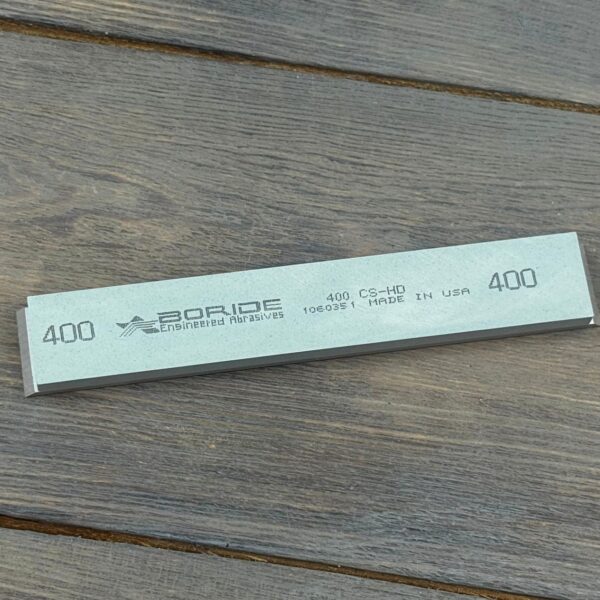 400
BORIDE
Engineered Abrasives
400 CS-HD
1060351 MADE IN USA
400